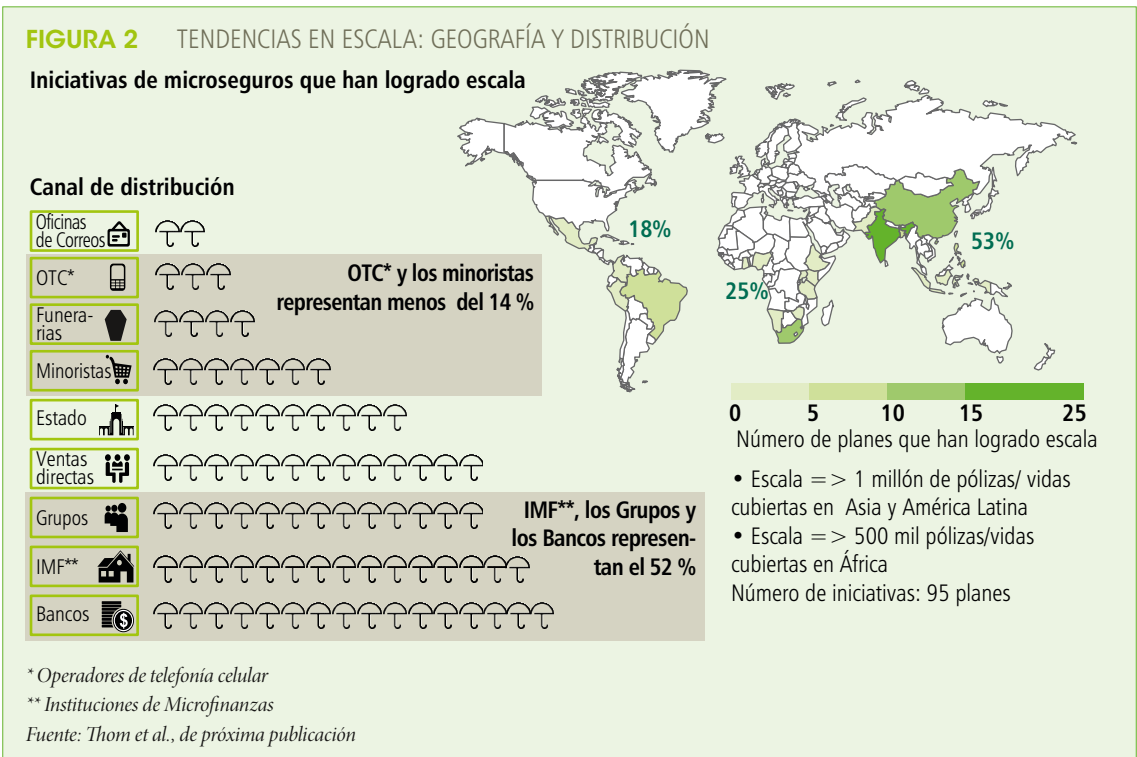 FIGURA 2 TENDENCIAS EN ESCALA: GEOGRAFÍA Y DISTRIBUCIÓN
Iniciativas de microseguros que han logrado escala
Canal de distribución
Oficinas
de Correos
OTC*
Funera-
rias
Minoristas
OTC* y los minoristas
representan menos del 14 %
Estado
Ventas
directas
Grupos
IMF**
Bancos
$
IMF**, los Grupos y
los Bancos represen-
tan el 52 %
18%
25%
53%
0 5 10 15 25
Número de planes que han logrado escala
• Escala => 1 millón de pólizas/ vidas
cubiertas en Asia y América Latina
• Escala => 500 mil pólizas/vidas
cubiertas en África
Número de iniciativas: 95 planes
* Operadores de telefonía celular
** Instituciones de Microfinanzas
Fuente: Thom et al., de próxima publicación